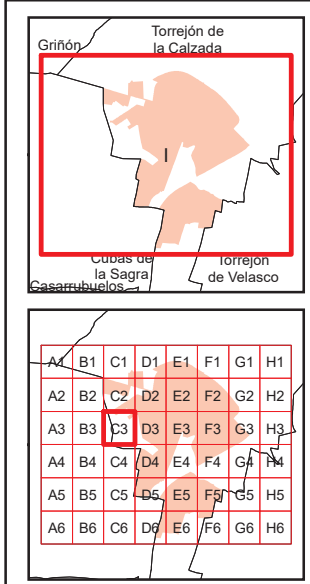 Torrejón de
la Calzada
Griñón
I
Cubas de
la Sagra
Torrejón
de Velasco
Casarrubuelos
A1 B1 C1 D1 E1 F1 G1 H1
A2 B2 C2 D2 E2 F2 G2 H2
A3 B3 C3 D3 E3 F3 G3 H3
A4 B4 C4 D4 E4 F4 G4 H4
A5 B5 C5 D5 E5 F5 G5 H5
A6 B6 C6 D6 E6 F6 G6 H6